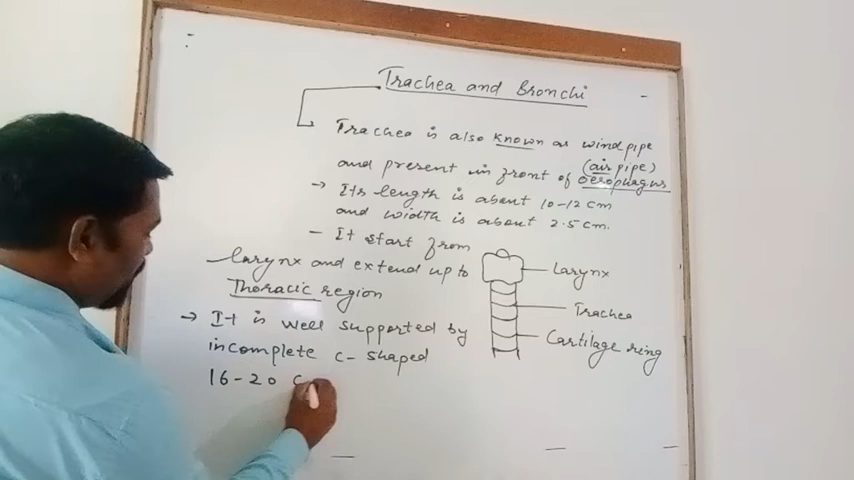 Trachea and Bronchi
Trachea is also known as windpipe
(air pipe)
and present in front of oesophagus
→ Its length is about 10-12 cm
and width is about 2.5 cm.
- It start from
larynx and extend up to
Thoracic region
→ It is well supported by
incomplete c-shaped
16-20 c
Larynx
Trachea
Cartilage ring